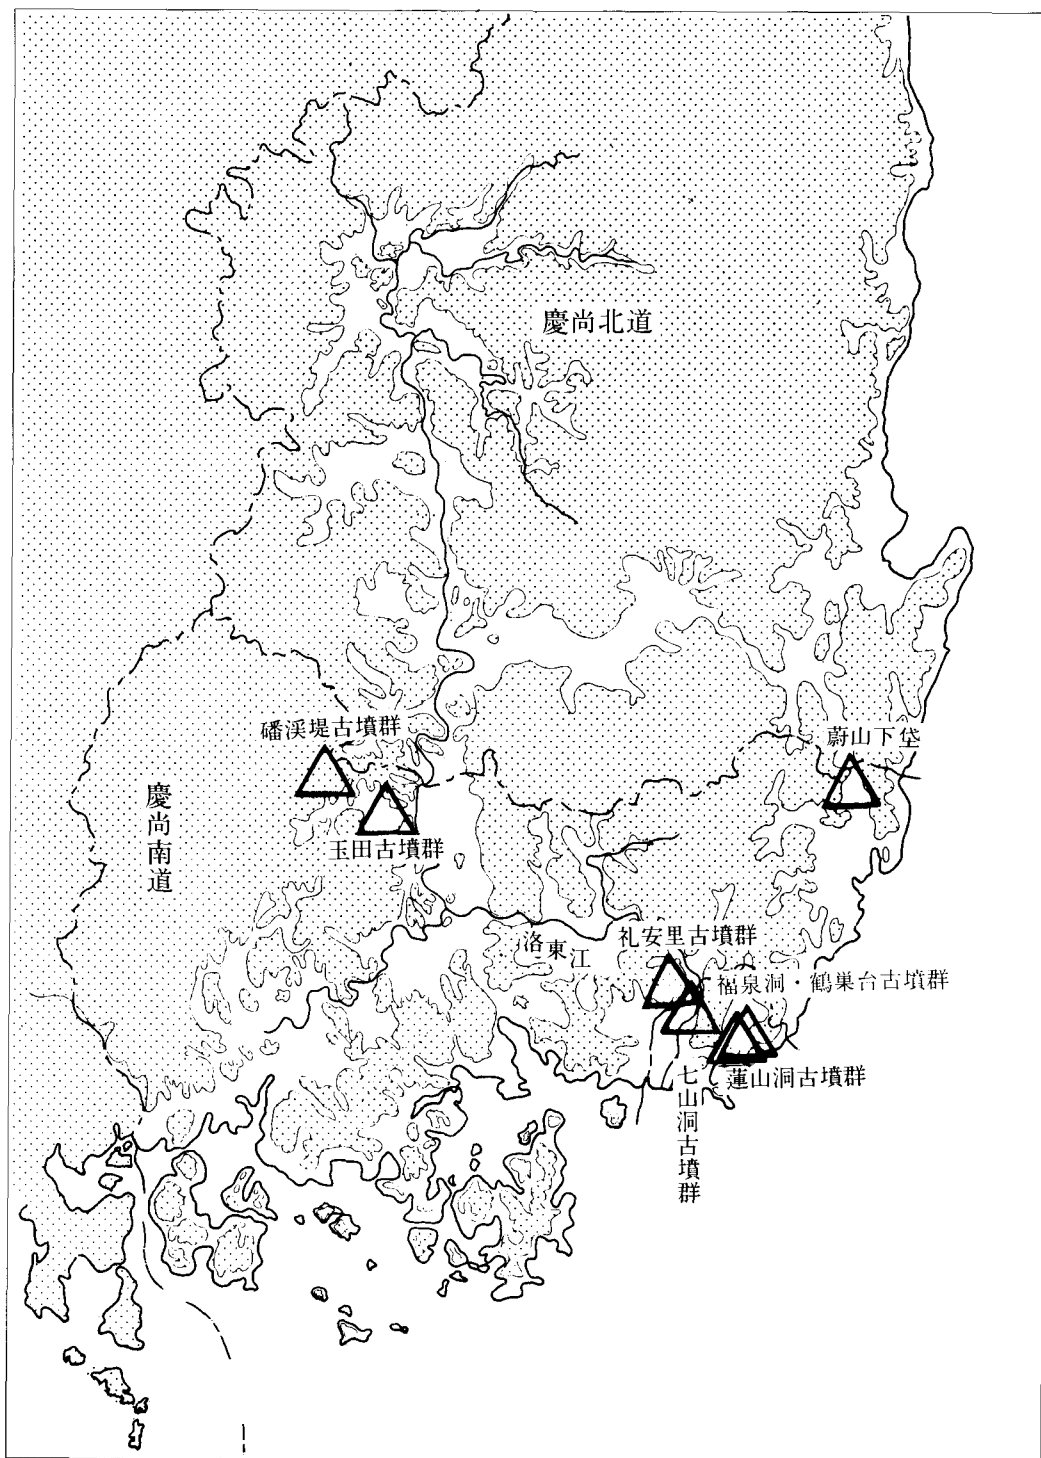 慶尚北道
磻渓堤古墳群
蔚山下垈
慶尚南道
玉田古墳群
洛東江
礼安里古墳群
福泉洞・鶴巣台古墳群
蓮山洞古墳群
七山洞古墳群